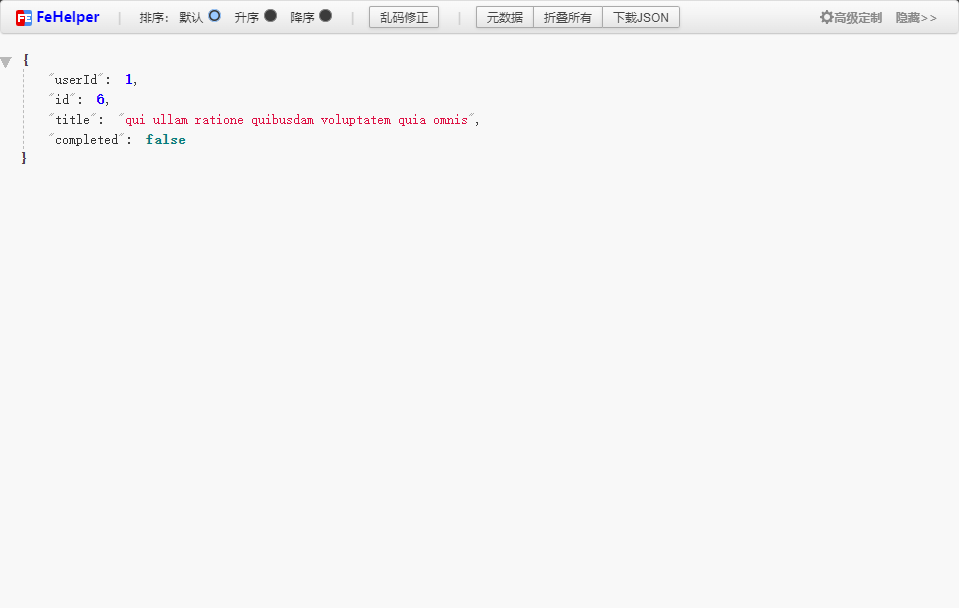 FeHelper | 排序: 默认 升序 降序 | 乱码修正 | 元数据 折叠所有 下载JSON 高级定制 隐藏>>
{
"userId": 1,
"id": 6,
"title": "qui ullam ratione quibusdam voluptatem quia omnis",
"completed": false
}